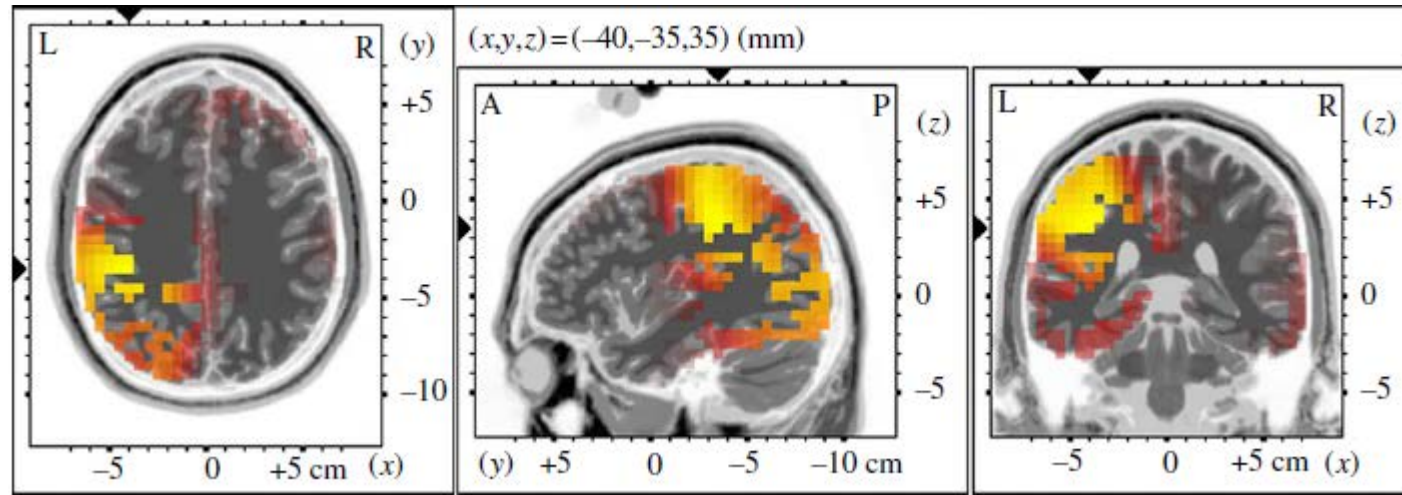 L R (y)
+5
0
−5
−10
−5 0 +5 cm (x)
(x,y,z) = (−40,−35,35) (mm)
A P (z)
+5
0
−5
(y) +5 0 −5 −10 cm
L R (z)
+5
0
−5
−5 0 +5 cm (x)